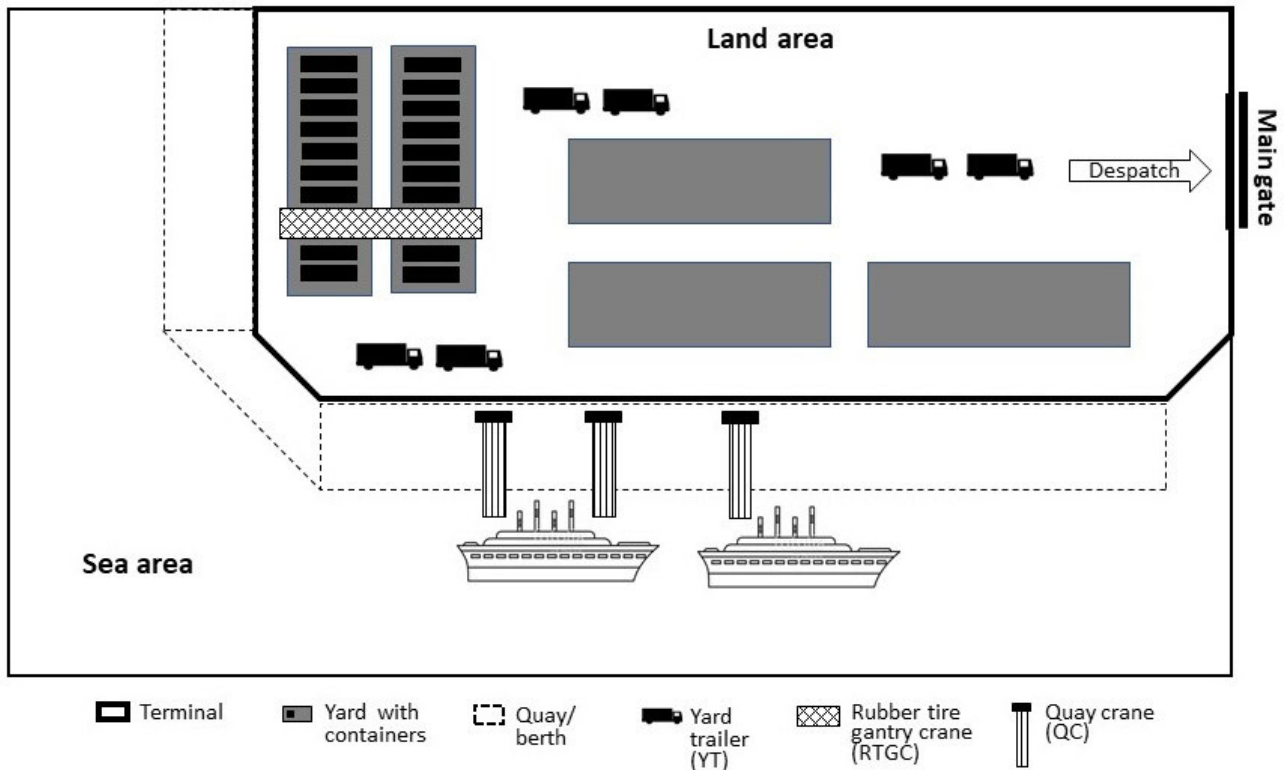 Land area
Despatch
Main gate
Sea area
Terminal
Yard with
containers
Quay/
berth
Yard
trailer
(YT)
Rubber tire
gantry crane
(RTGC)
Quay crane
(QC)